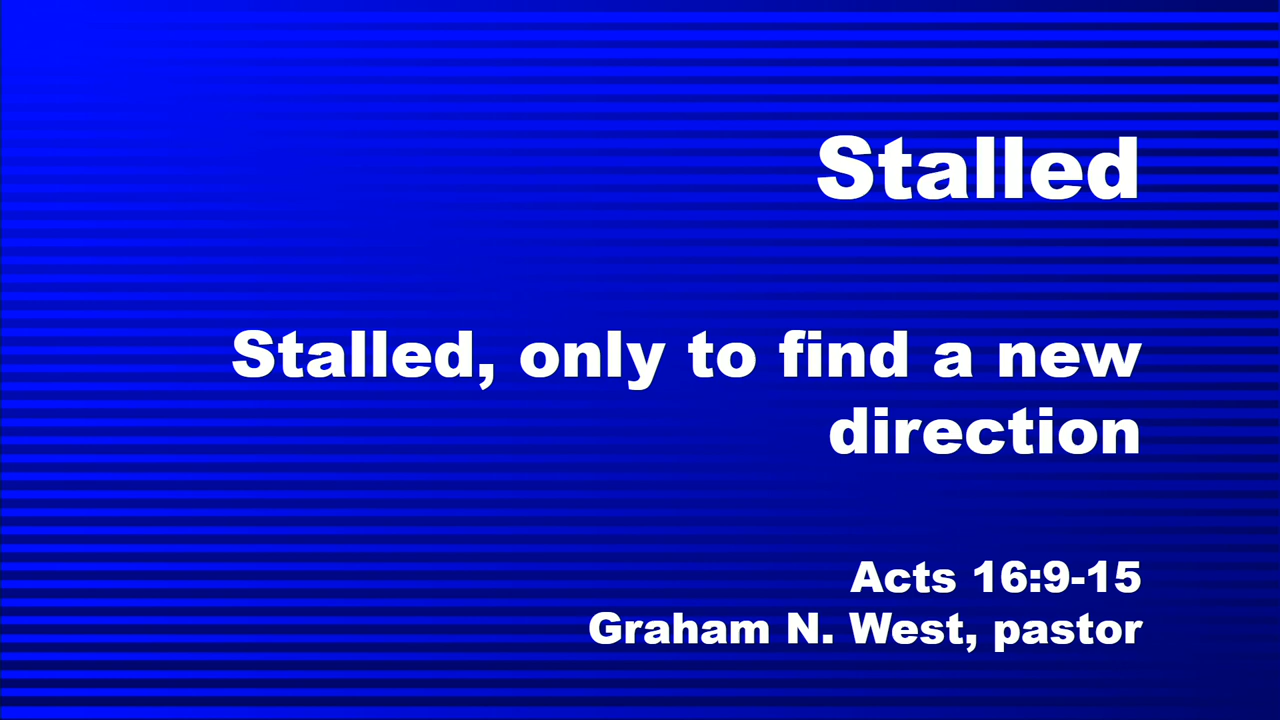 Stalled
Stalled, only to find a new
direction
Acts 16:9-15
Graham N. West, pastor